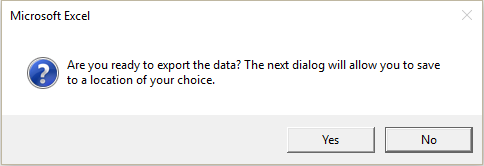 Microsoft Excel
Are you ready to export the data? The next dialog will allow you to save
to a location of your choice.
Yes No